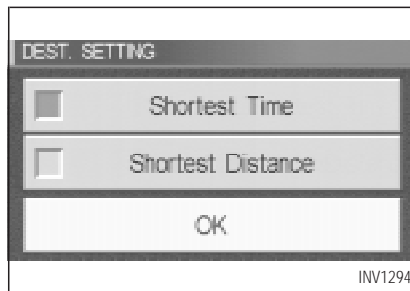 DEST. SETTING
Shortest Time
Shortest Distance
OK
INV1294